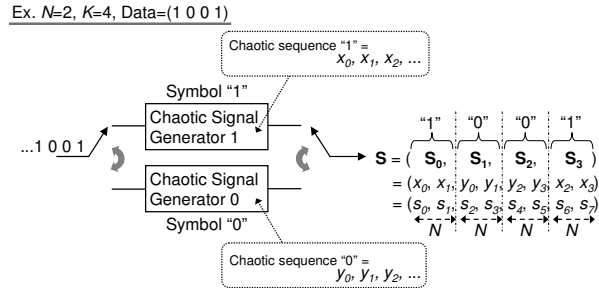 Ex. N=2, K=4, Data=(1 0 0 1)
Chaotic sequence “1” =
x0, x1, x2, ...
Symbol “1”
Chaotic Signal
Generator 1
...1 0 0 1
Chaotic Signal
Generator 0
Symbol “0”
Chaotic sequence “0” =
y0, y1, y2, ...
“1” “0” “0” “1”
S = ( S0, S1, S2, S3
= (x0, x1, y0, y1, y2, y3, x2, x3)
= (s0, s1, s2, s3, s4, s5, s6, s7)
N N N N